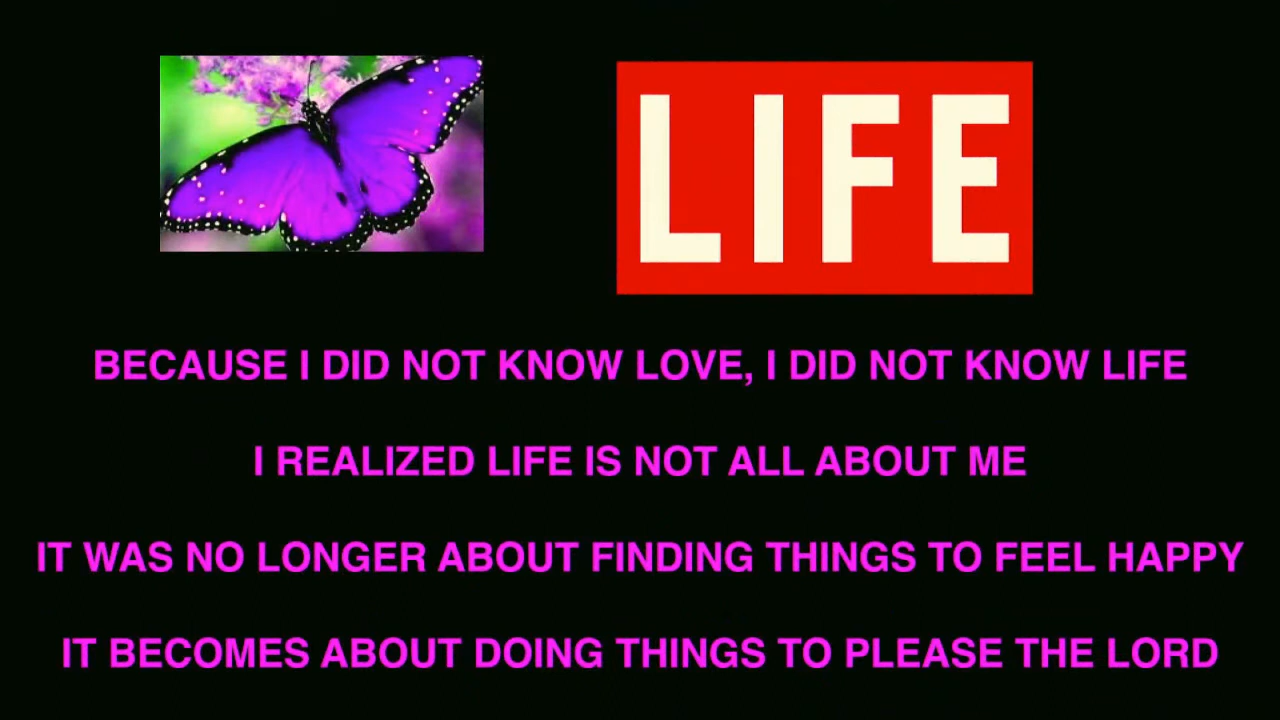 LIFE
BECAUSE I DID NOT KNOW LOVE, I DID NOT KNOW LIFE
I REALIZED LIFE IS NOT ALL ABOUT ME
IT WAS NO LONGER ABOUT FINDING THINGS TO FEEL HAPPY
IT BECOMES ABOUT DOING THINGS TO PLEASE THE LORD